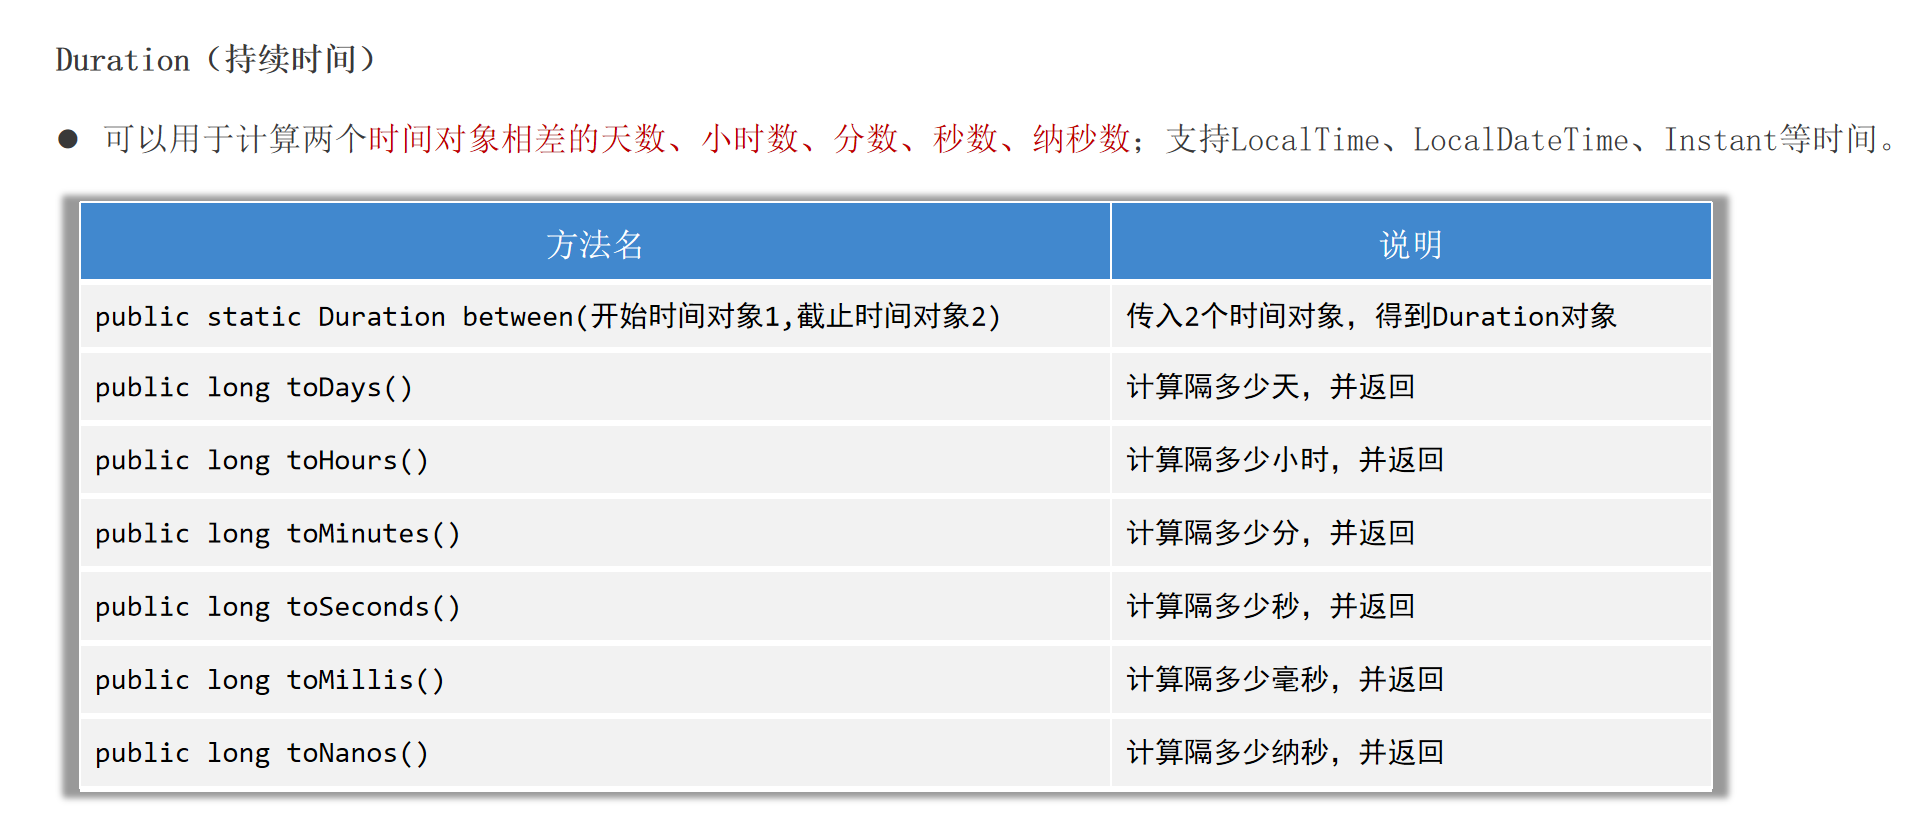 Duration（持续时间）
● 可以用于计算两个时间对象相差的天数、小时数、分数、秒数、纳秒数；支持LocalTime、LocalDateTime、Instant等时间。
方法名 说明
public static Duration between(开始时间对象1,截止时间对象2) 传入2个时间对象，得到Duration对象
public long toDays() 计算隔多少天，并返回
public long toHours() 计算隔多少小时，并返回
public long toMinutes() 计算隔多少分，并返回
public long toSeconds() 计算隔多少秒，并返回
public long toMillis() 计算隔多少毫秒，并返回
public long toNanos() 计算隔多少纳秒，并返回